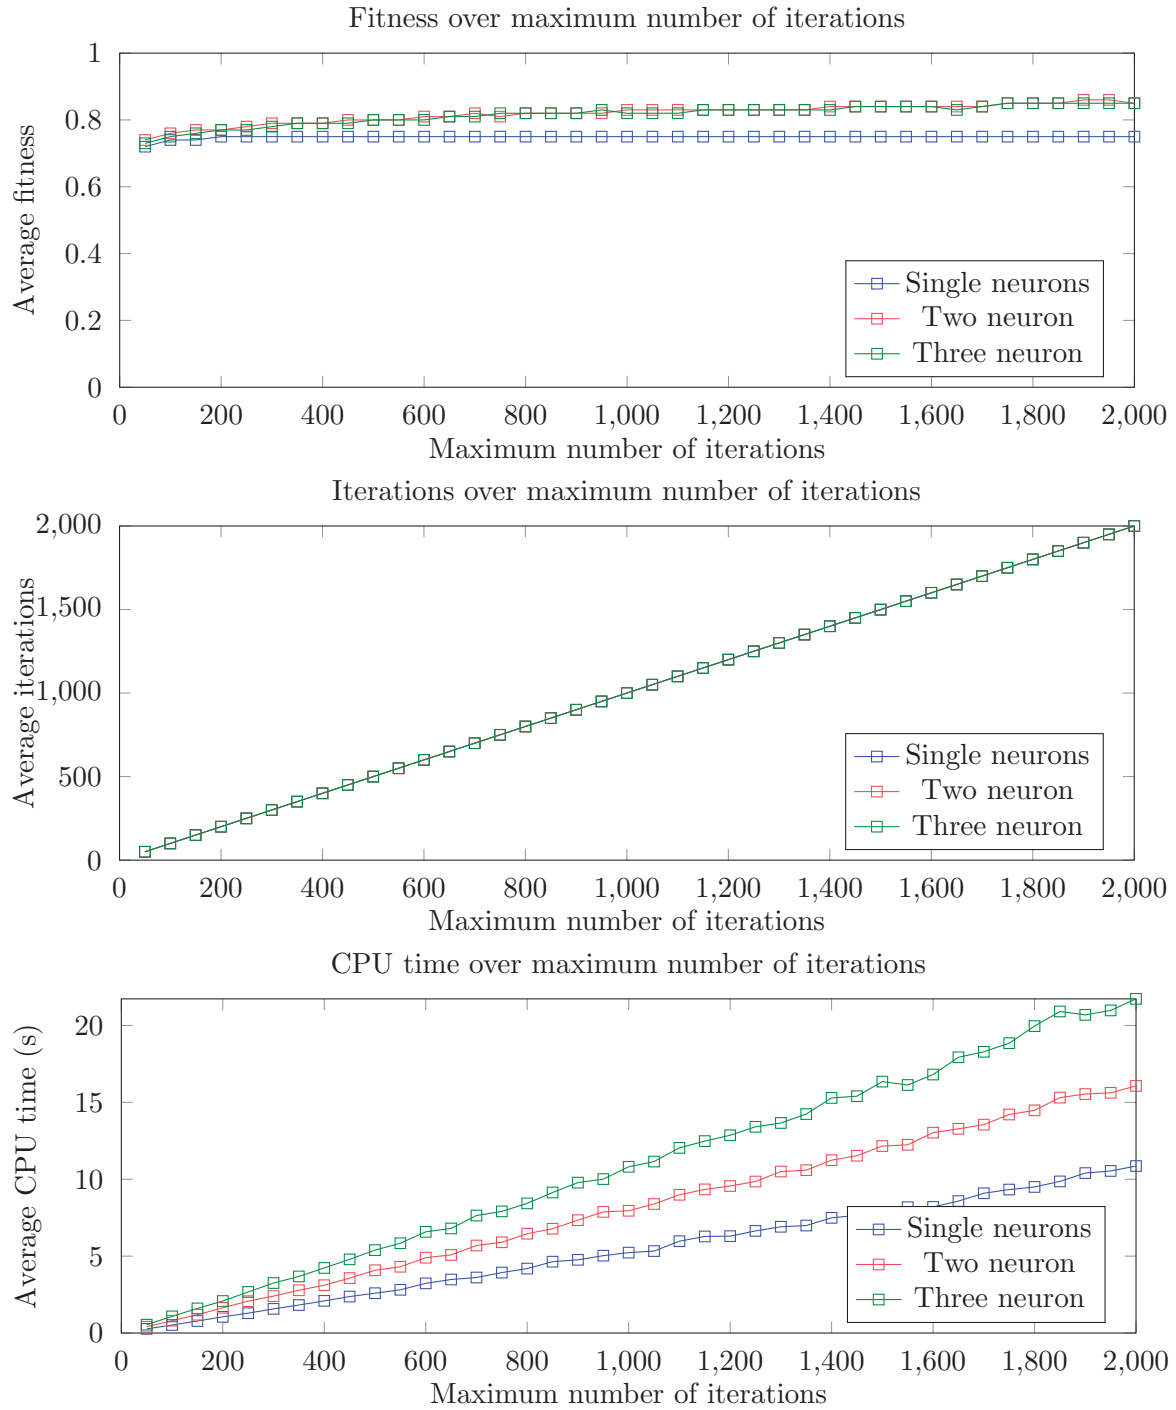 Fitness over maximum number of iterations
1
0.8
0.6
0.4
0.2
0
Average fitness
Single neurons
Two neuron
Three neuron
0 200 400 600 800 1,000 1,200 1,400 1,600 1,800 2,000
Maximum number of iterations
Iterations over maximum number of iterations
2,000
1,500
1,000
500
0
Average iterations
Single neurons
Two neuron
Three neuron
0 200 400 600 800 1,000 1,200 1,400 1,600 1,800 2,000
Maximum number of iterations
CPU time over maximum number of iterations
20
15
10
5
0
Average CPU time (s)
Single neurons
Two neuron
Three neuron
0 200 400 600 800 1,000 1,200 1,400 1,600 1,800 2,000
Maximum number of iterations